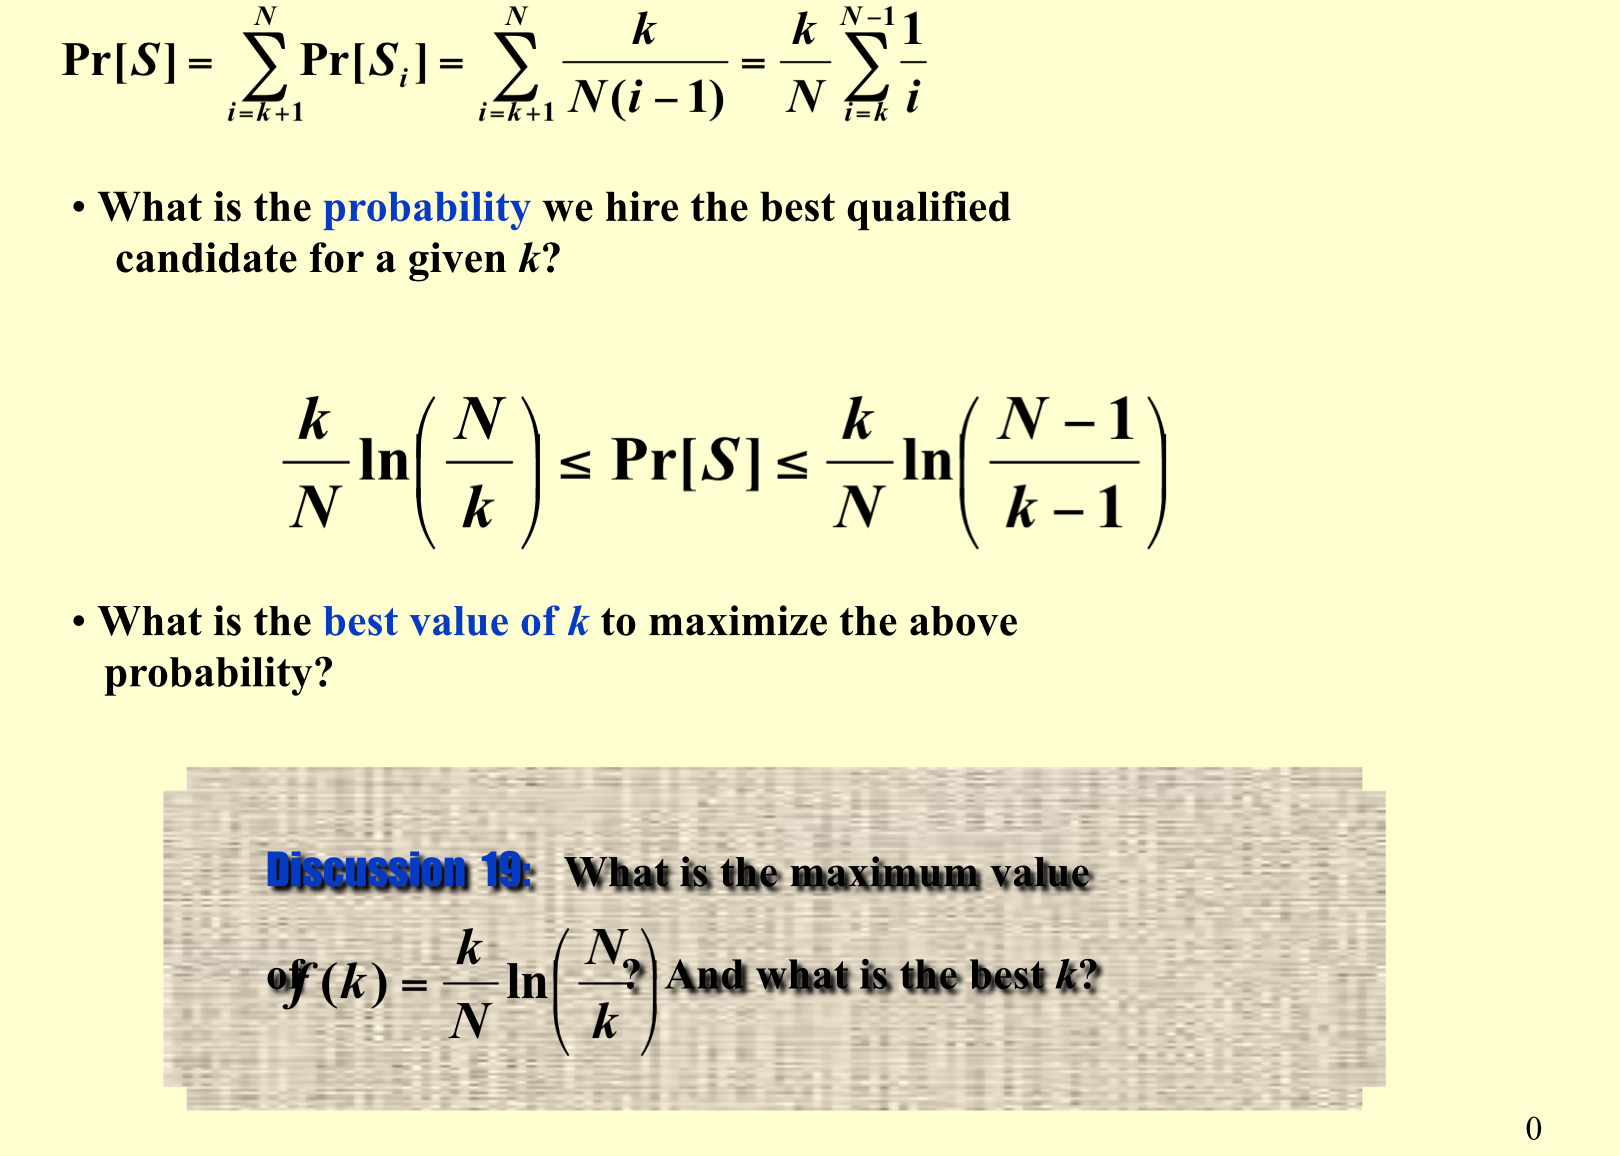 Pr[S] = \sum_{i=k+1}^{N} Pr[S_i] = \sum_{i=k+1}^{N} \frac{k}{N(i-1)} = \frac{k}{N} \sum_{i=k}^{N-1} \frac{1}{i}
• What is the probability we hire the best qualified
candidate for a given k?
\frac{k}{N} \ln\left(\frac{N}{k}\right) ≤ Pr[S] ≤ \frac{k}{N} \ln\left(\frac{N-1}{k-1}\right)
• What is the best value of k to maximize the above
probability?
Discussion 19: What is the maximum value
of f(k) = \frac{k}{N} \ln\left(\frac{N}{k}\right) ? And what is the best k?
0